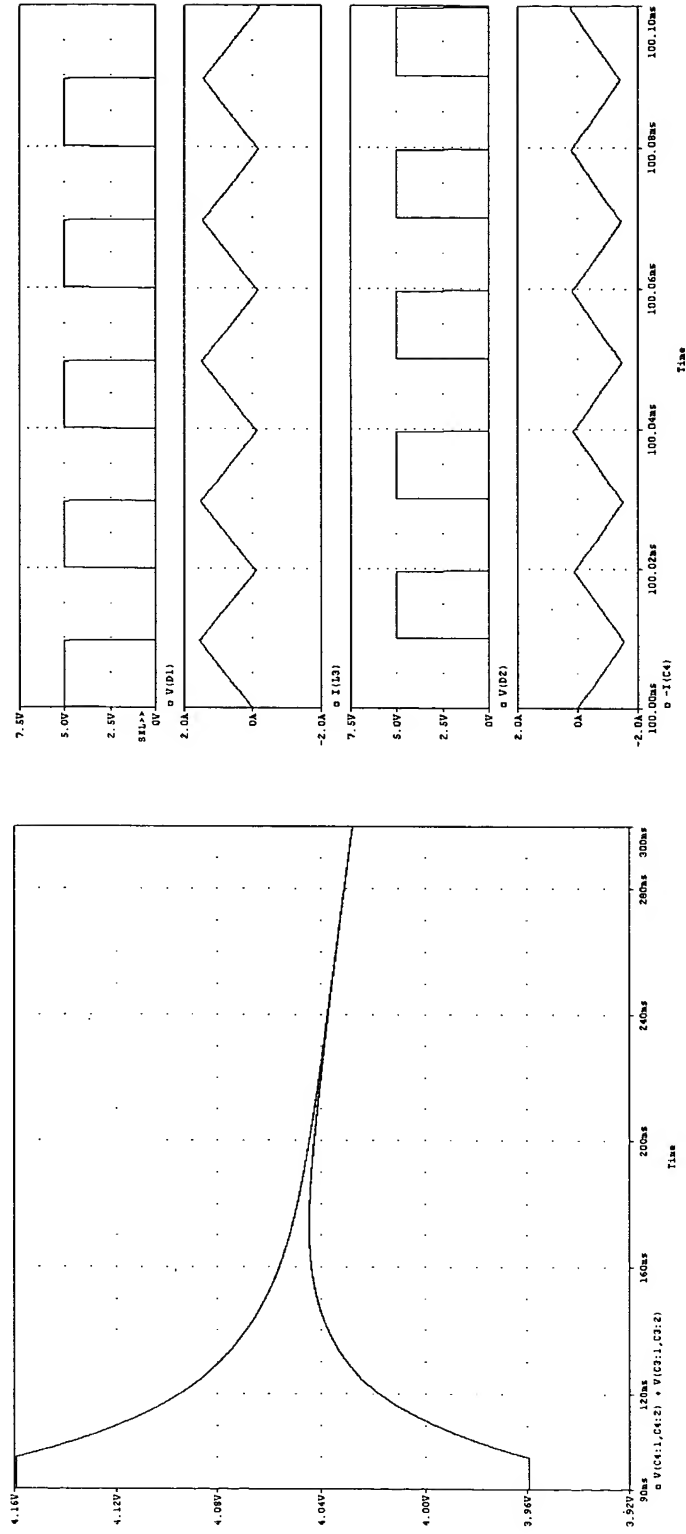 7.5V
5.0V
2.5V
SEL>>
0V
□ V(D1)
2.0A
0A
-2.0A
□ I(L3)
7.5V
5.0V
2.5V
0V
□ V(D2)
2.0A
0A
-2.0A
100.00ms 100.02ms 100.04ms 100.06ms 100.08ms 100.10ms
□ -I(C4)
Time
4.16V
4.12V
4.08V
4.04V
4.00V
3.96V
3.92V
90ms 120ms 160ms 200ms 240ms 280ms 300ms
□ V(C4:1,C4:2) + V(C3:1,C3:2)
Time